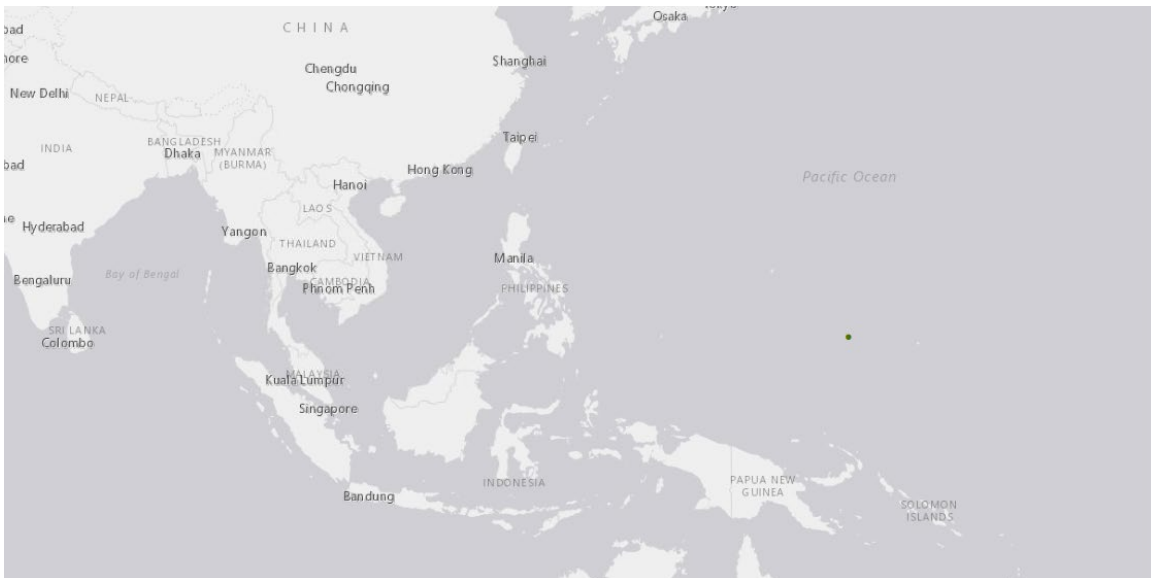 Osaka
CHINA
bad
Shanghai
ore
Chengdu
Chongqing
New Delhi
NEPAL
Taipei
BANGLADESH
INDIA
Dhaka
MYANMAR
(BURMA)
bad
Hong Kong
Pacific Ocean
Hanoi
LAOS
Hyderabad
Yangon
THAILAND
VIETNAM
Manila
Bangkok
Bay of Bengal
Bengaluru
CAMBODIA
Phnom Penh
PHILIPPINES
SRI LANKA
Colombo
MALAYSIA
Kuala Lumpur
Singapore
PAPUA NEW
GUINEA
INDONESIA
Bandung
SOLOMON
ISLANDS